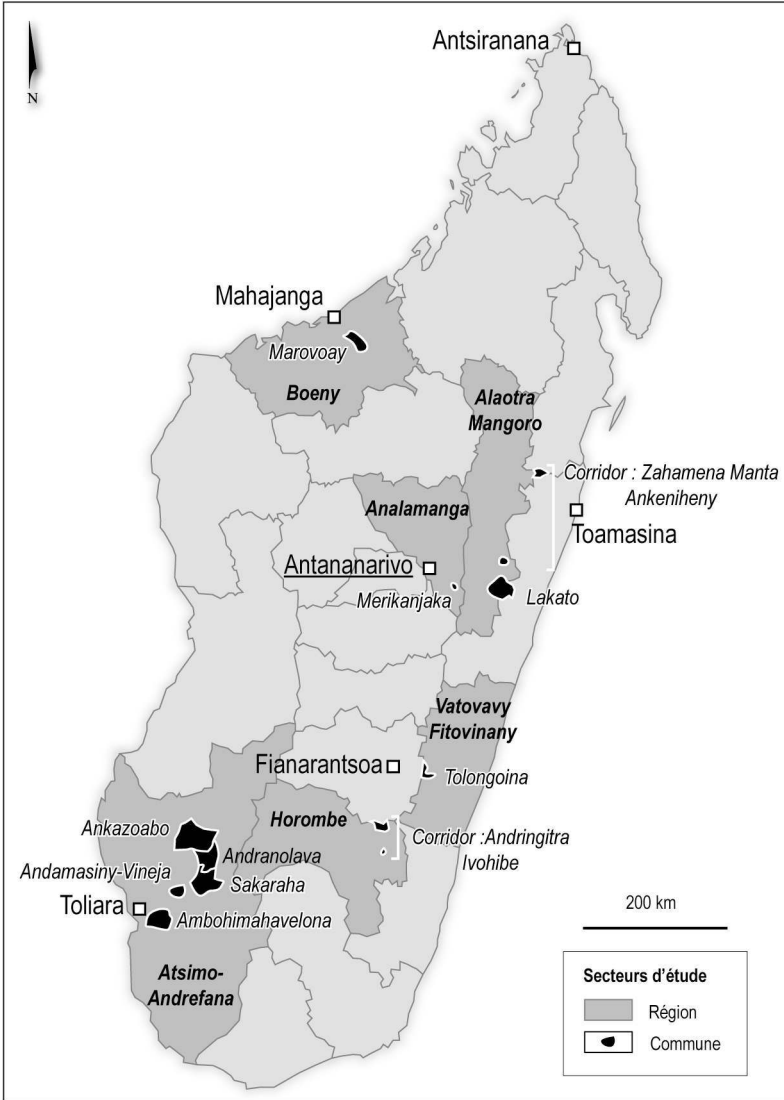 Antsiranana
N
Mahajanga
Marovoay
Boeny
Alaotra
Mangoro
Corridor : Zahamena Manta
Ankeniheny
Analamanga
Toamasina
Antananarivo
Merikanjaka
Lakato
Vatovavy
Fitovinany
Fianarantsoa
Tolongoina
Horombe
Ankazoabo
Corridor :Andringitra
Ivohibe
Andranolava
Andamasiny-Vineja
Sakaraha
Toliara
Ambohimahavelona
200 km
Atsimo-
Andrefana
Secteurs d'étude
Région
Commune